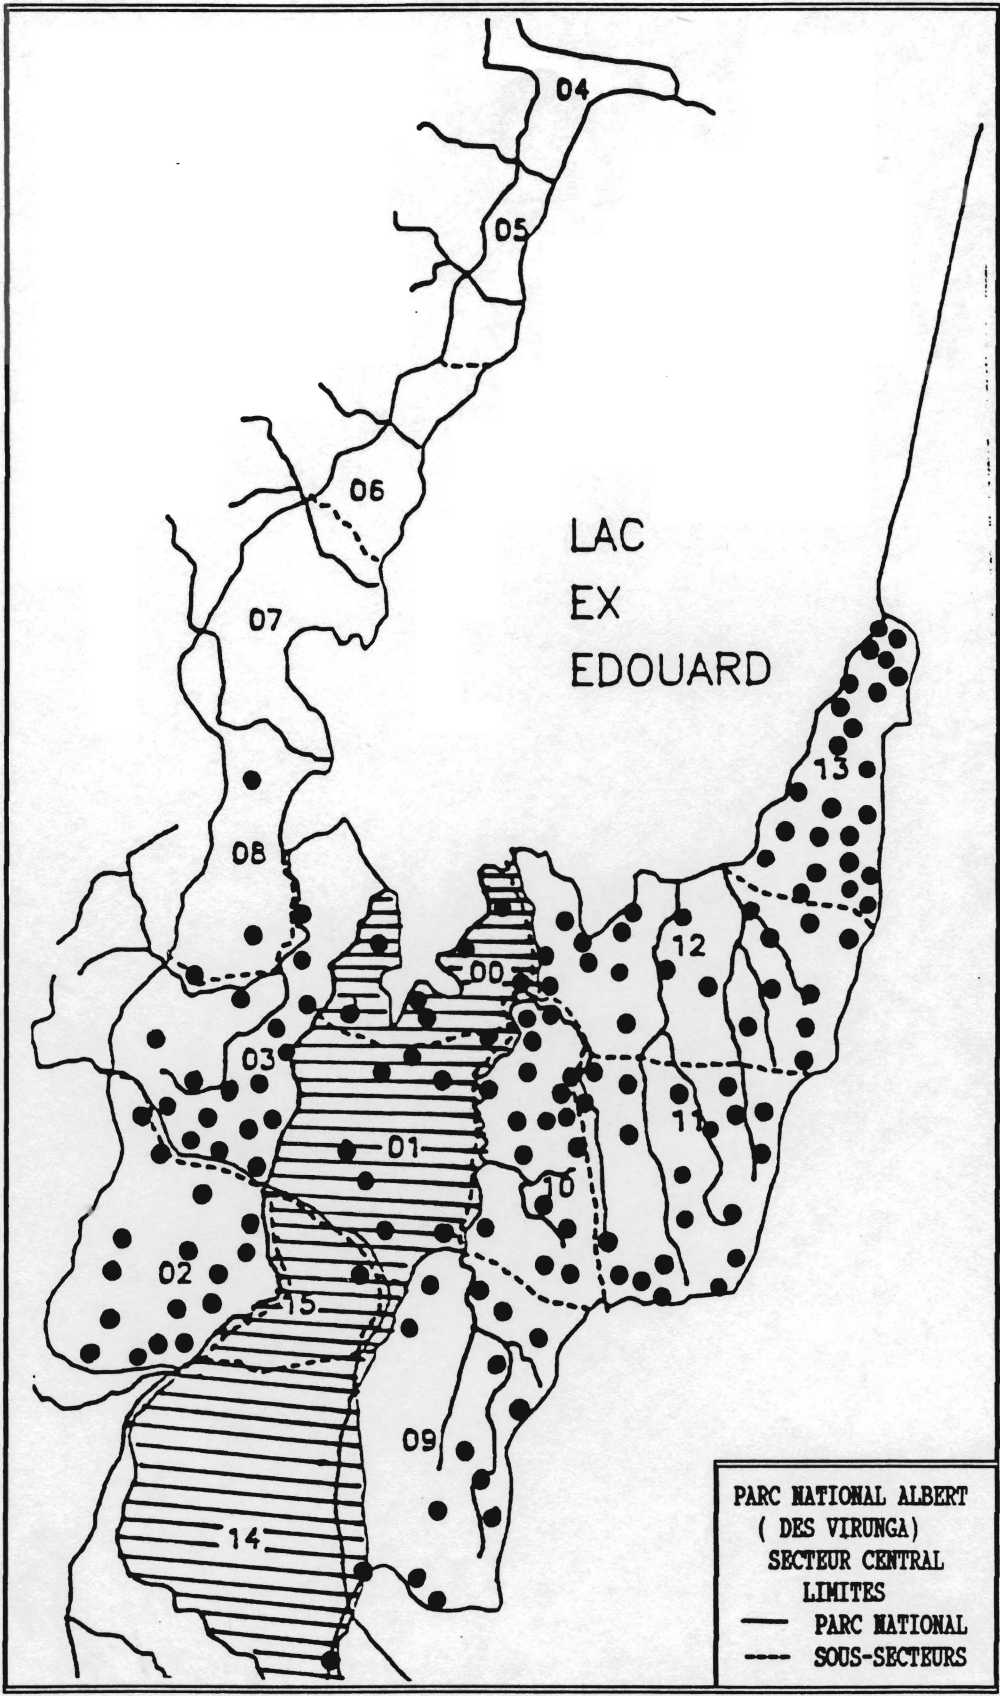 04
05
06
LAC
EX
EDOUARD
07
13
08
12
00
03
11
01
10
02
15
09
14
PARC NATIONAL ALBERT
( DES VIRUNGA)
SECTEUR CENTRAL
LIMITES
PARC NATIONAL
SOUS-SECTEURS